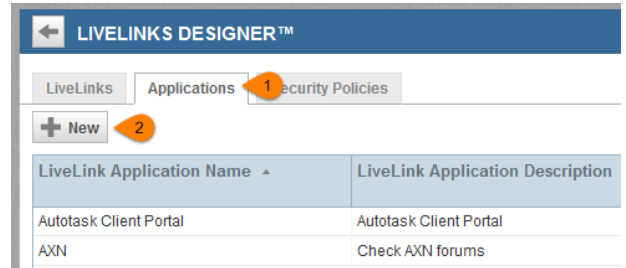 LIVELINKS DESIGNER™
LiveLinks Applications 1 ecurity Policies
New 2
LiveLink Application Name LiveLink Application Description
Autotask Client Portal Autotask Client Portal
AXN Check AXN forums